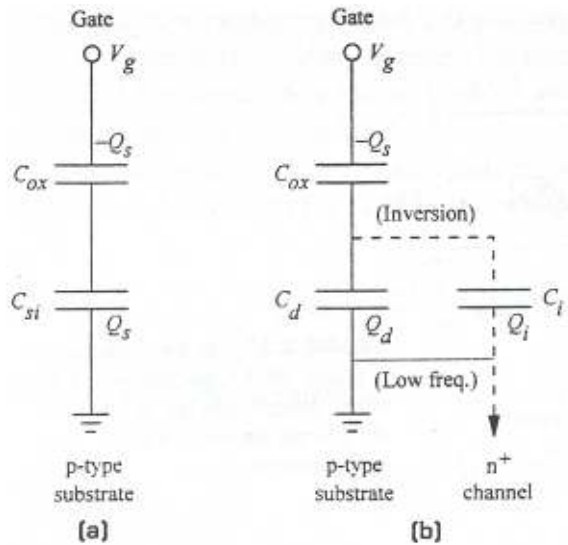 Gate
V_g
−Q_s
C_ox
C_si
Q_s
p-type
substrate
(a)
Gate
V_g
−Q_s
C_ox
(Inversion)
C_d
C_i
Q_d
Q_i
(Low freq.)
p-type
substrate
n⁺
channel
(b)